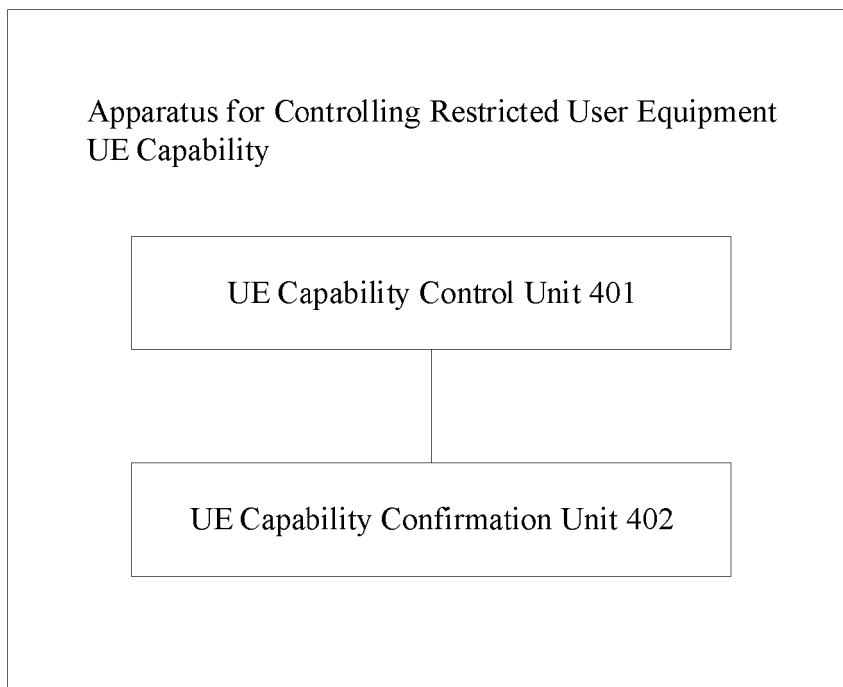 Apparatus for Controlling Restricted User Equipment
UE Capability
UE Capability Control Unit 401
UE Capability Confirmation Unit 402